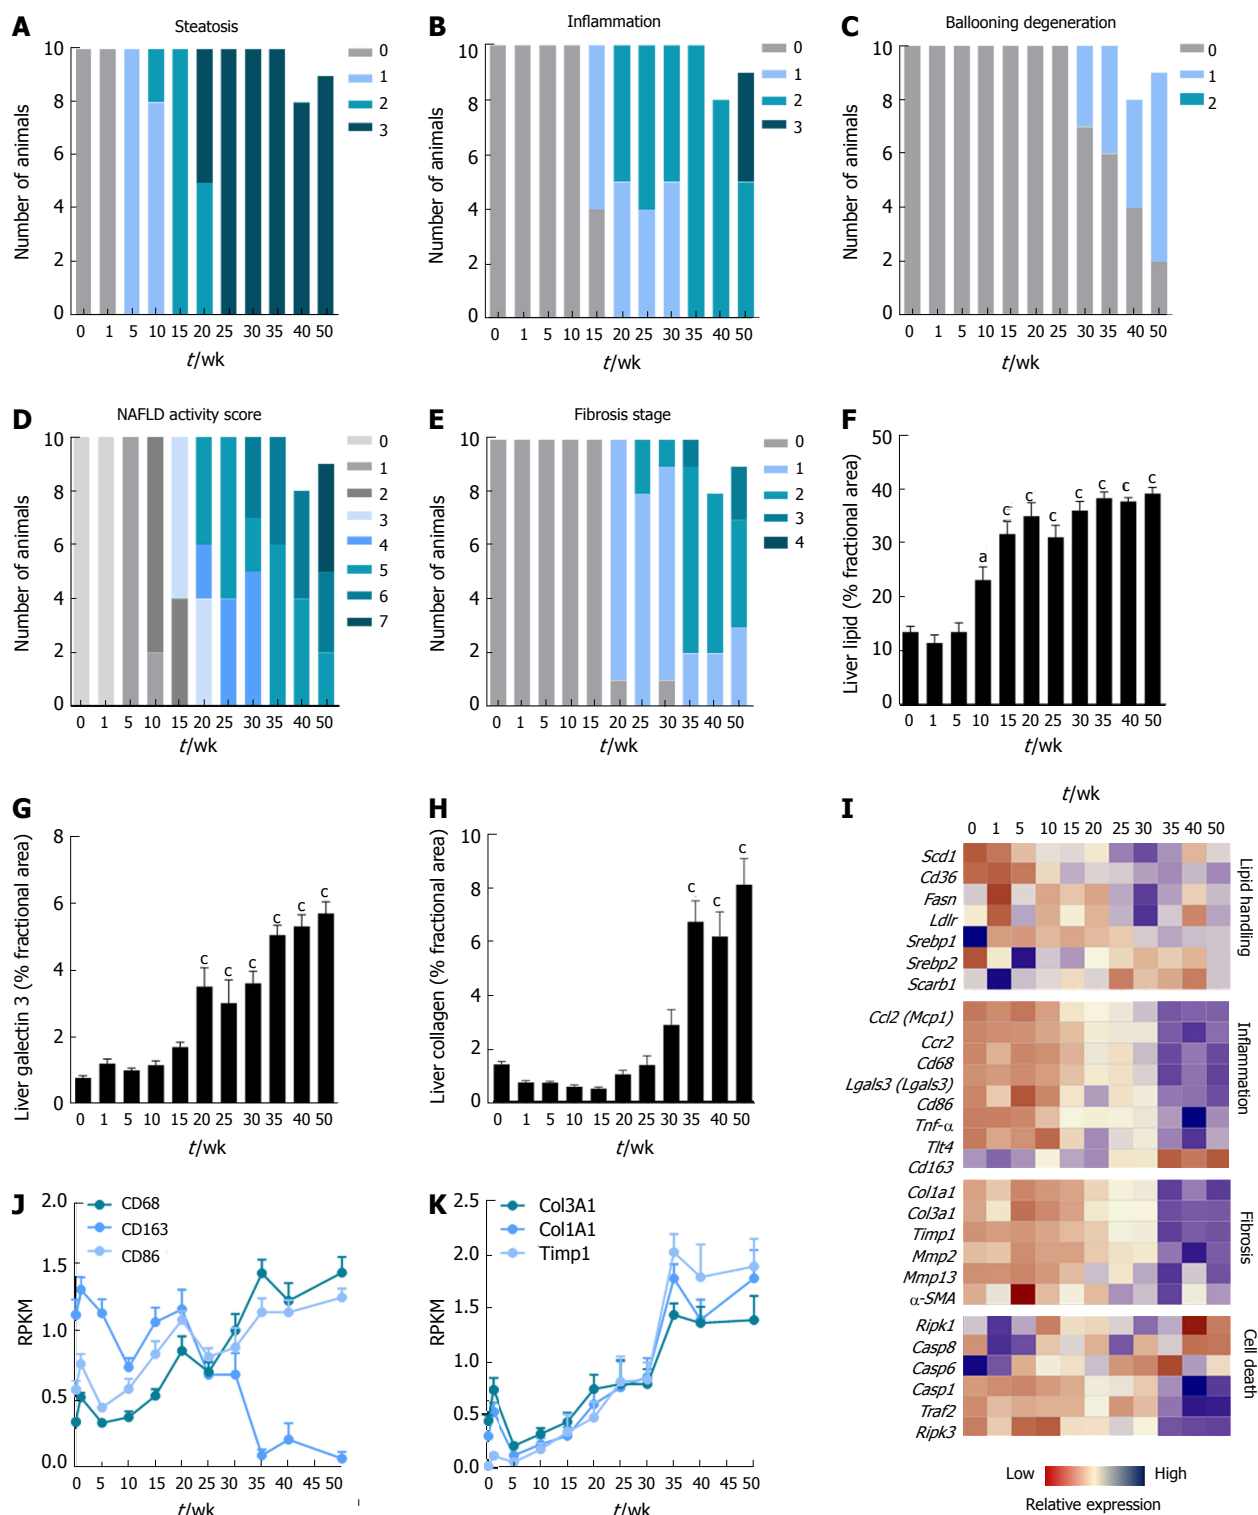 A Steatosis
10
8
6
4
2
0
Number of animals
0 1 5 10 15 20 25 30 35 40 50
t/wk
0
1
2
3
B Inflammation
10
8
6
4
2
0
Number of animals
0 1 5 10 15 20 25 30 35 40 50
t/wk
0
1
2
3
C Ballooning degeneration
10
8
6
4
2
0
Number of animals
0 1 5 10 15 20 25 30 35 40 50
t/wk
0
1
2
D NAFLD activity score
10
8
6
4
2
0
Number of animals
0 1 5 10 15 20 25 30 35 40 50
t/wk
0
1
2
3
4
5
6
7
E Fibrosis stage
10
8
6
4
2
0
Number of animals
0 1 5 10 15 20 25 30 35 40 50
t/wk
0
1
2
3
4
F
50
40
30
20
10
0
Liver lipid (% fractional area)
a c c c c c c c
0 1 5 10 15 20 25 30 35 40 50
t/wk
G
8
6
4
2
0
Liver galectin 3 (% fractional area)
c c c c c c
0 1 5 10 15 20 25 30 35 40 50
t/wk
H
10
8
6
4
2
0
Liver collagen (% fractional area)
c c c
0 1 5 10 15 20 25 30 35 40 50
t/wk
I
t/wk
0 1 5 10 15 20 25 30 35 40 50
Scd1
Cd36
Fasn
Ldlr
Srebp1
Srebp2
Scarb1
Lipid handling
Ccl2 (Mcp1)
Ccr2
Cd68
Lgals3 (Lgals3)
Cd86
Tnf-α
Tlt4
Cd163
Inflammation
Col1a1
Col3a1
Timp1
Mmp2
Mmp13
α-SMA
Fibrosis
Ripk1
Casp8
Casp6
Casp1
Traf2
Ripk3
Cell death
Low High
Relative expression
J
2.0
1.5
1.0
0.5
0.0
RPKM
CD68
CD163
CD86
0 5 10 15 20 25 30 35 40 45 50
t/wk
K
2.5
2.0
1.5
1.0
0.5
0.0
RPKM
Col3A1
Col1A1
Timp1
0 5 10 15 20 25 30 35 40 45 50
t/wk